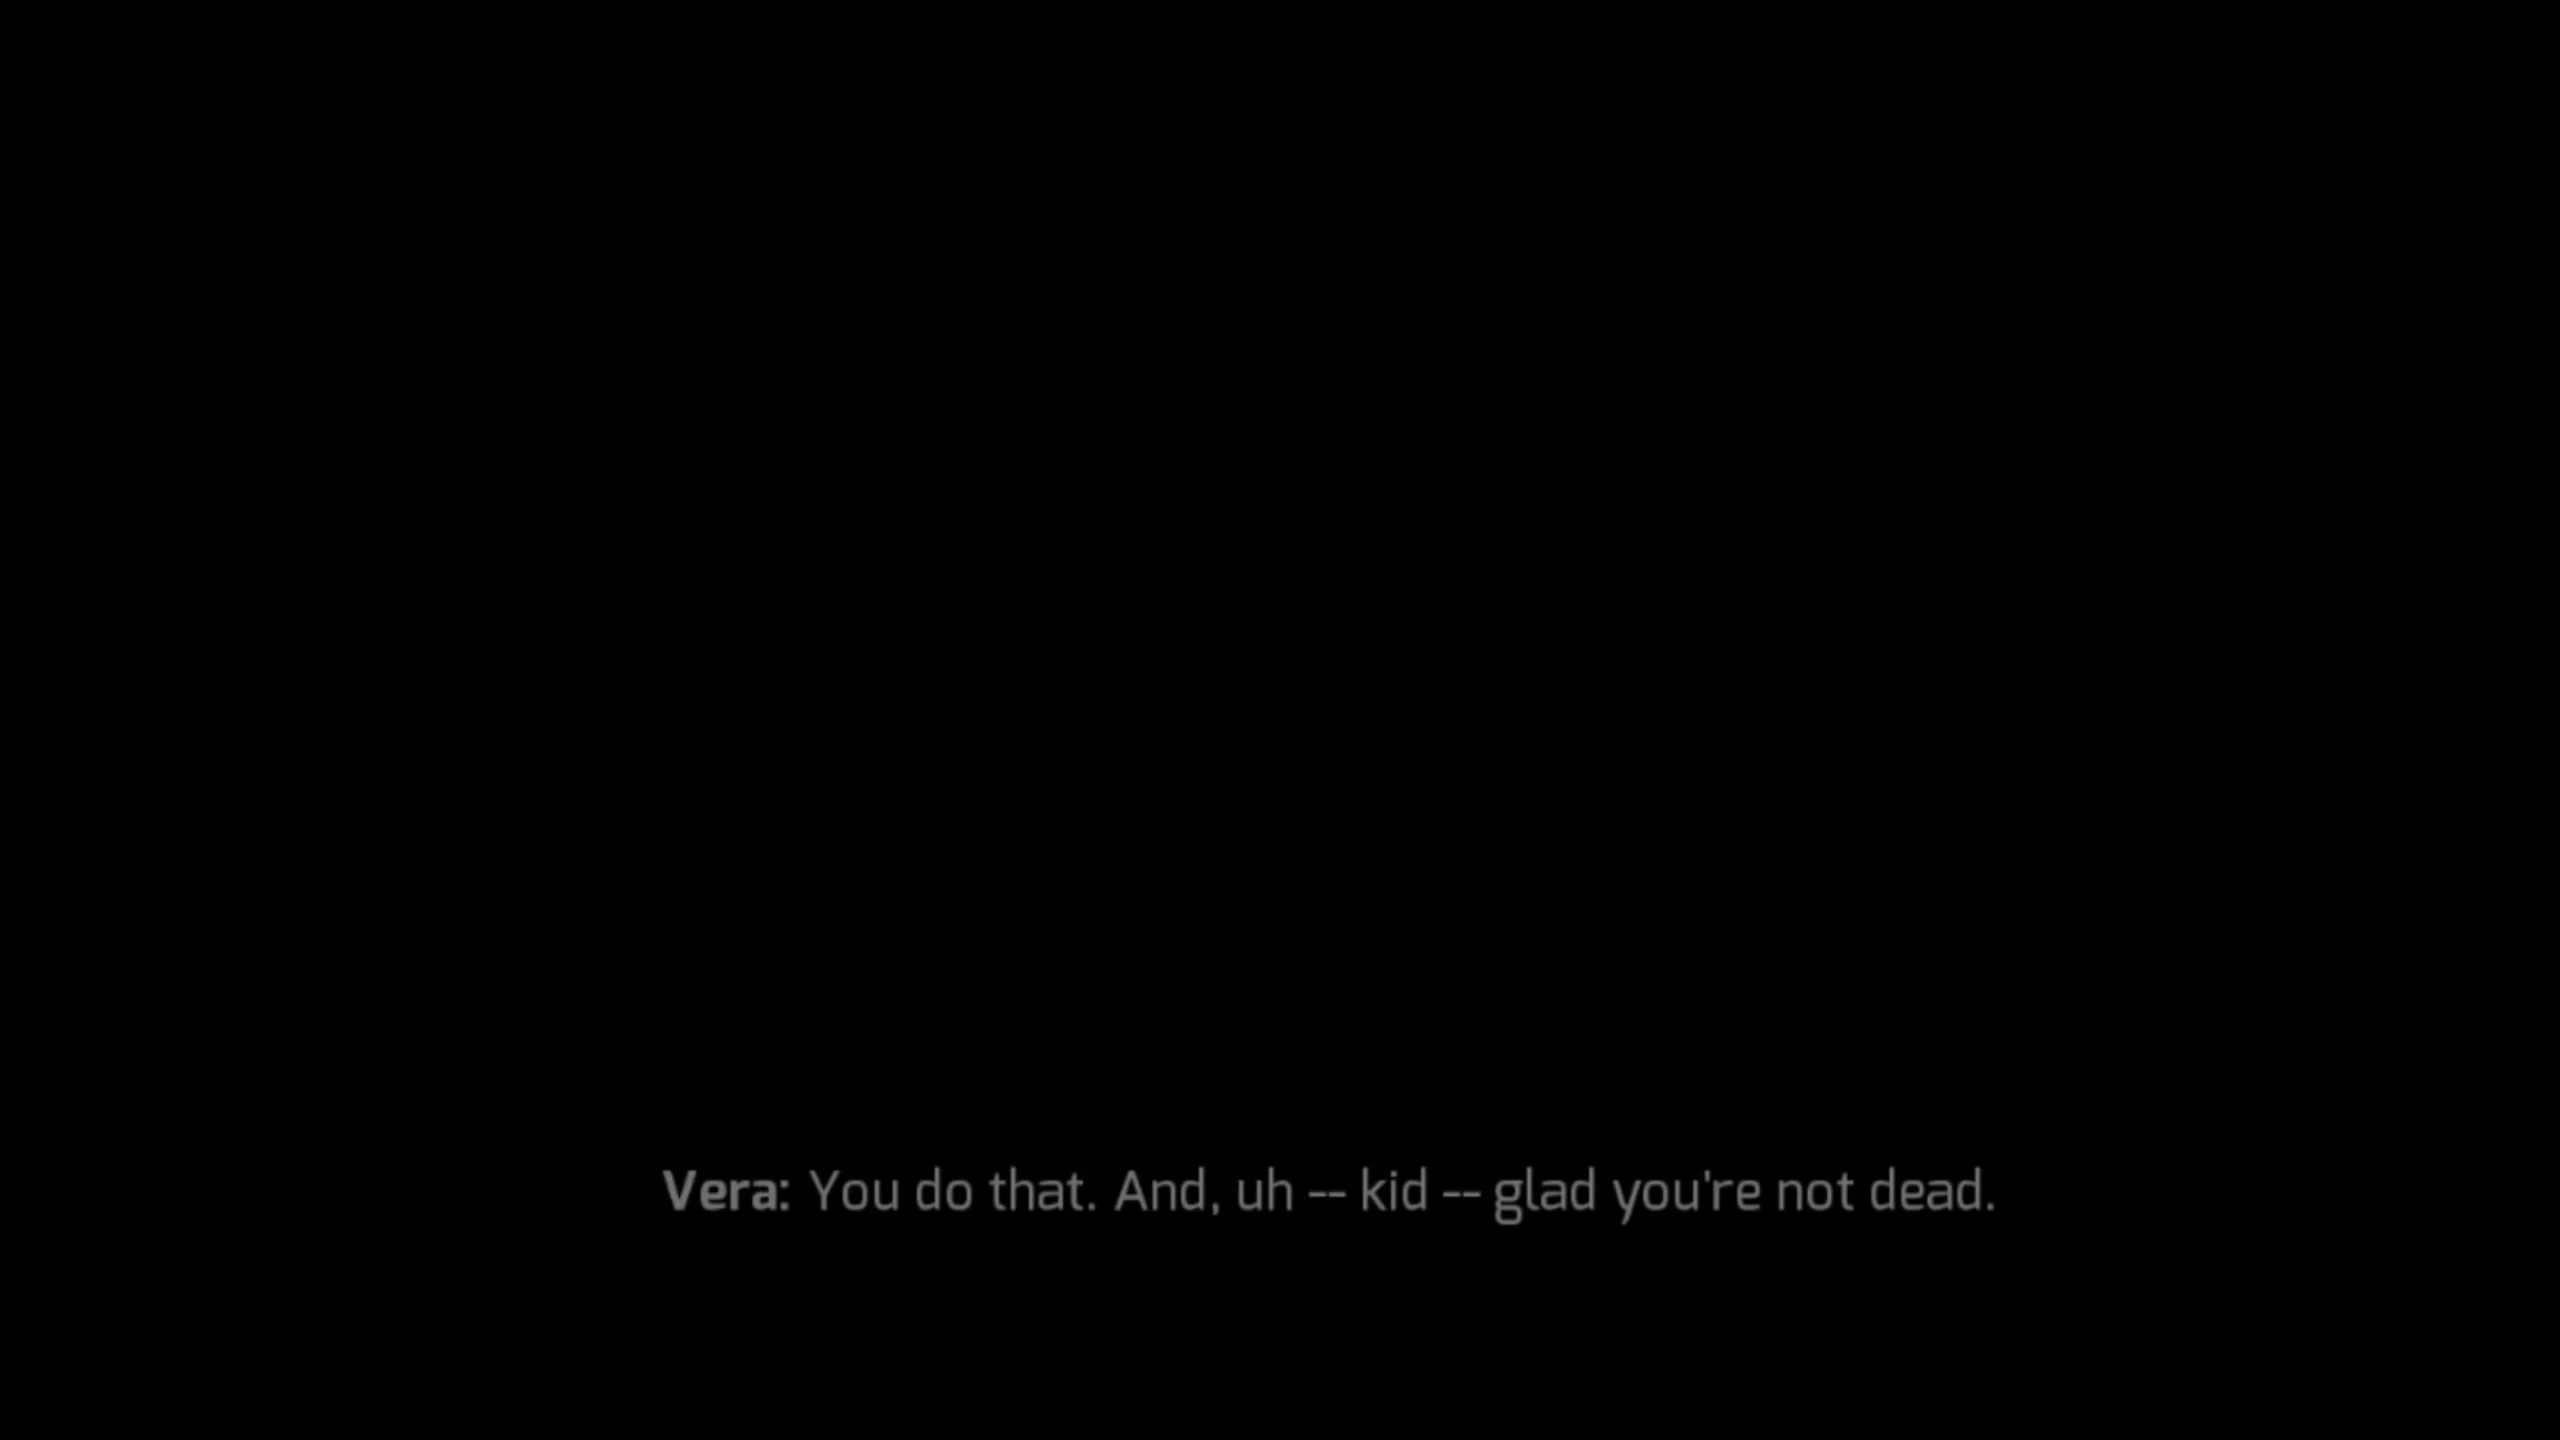 Vera: You do that. And, uh -- kid -- glad you're not dead.